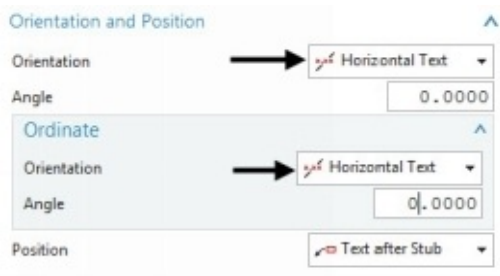 Orientation and Position
Orientation Horizontal Text
Angle 0.0000
Ordinate
Orientation Horizontal Text
Angle 0.0000
Position Text after Stub